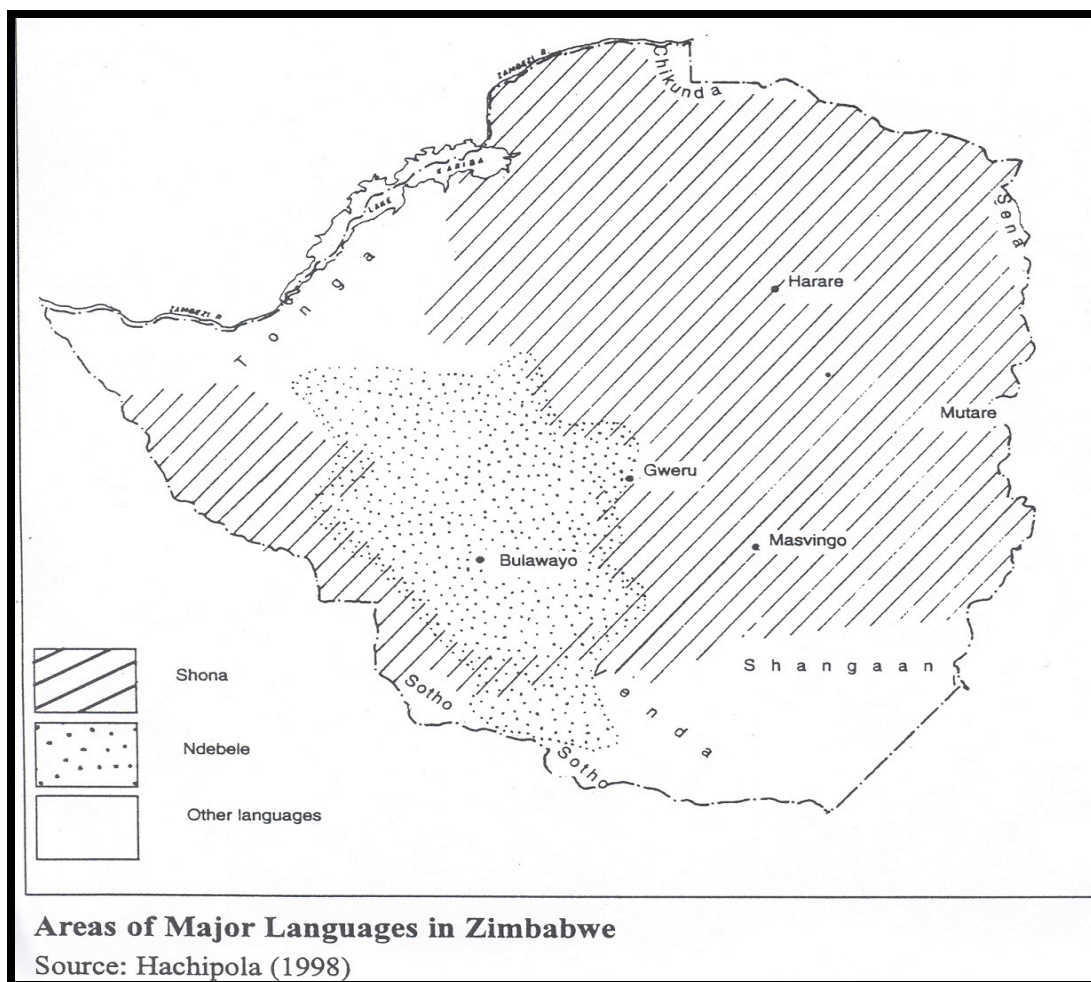 ZAMBEZI R.
Chikunda
KARIBA
LAKE
Sena
Tonga
Harare
ZAMBEZI R.
Mutare
Gweru
Masvingo
Bulawayo
Shangaan
Shona
Sotho
enda
Ndebele
Sotho
Other languages
Areas of Major Languages in Zimbabwe
Source: Hachipola (1998)